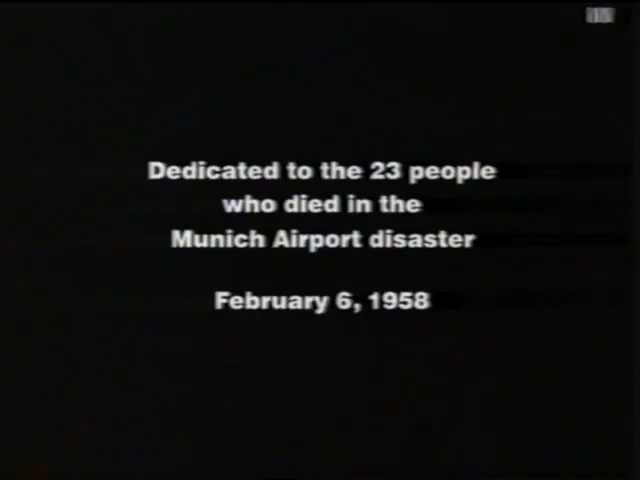 Dedicated to the 23 people
who died in the
Munich Airport disaster
February 6, 1958